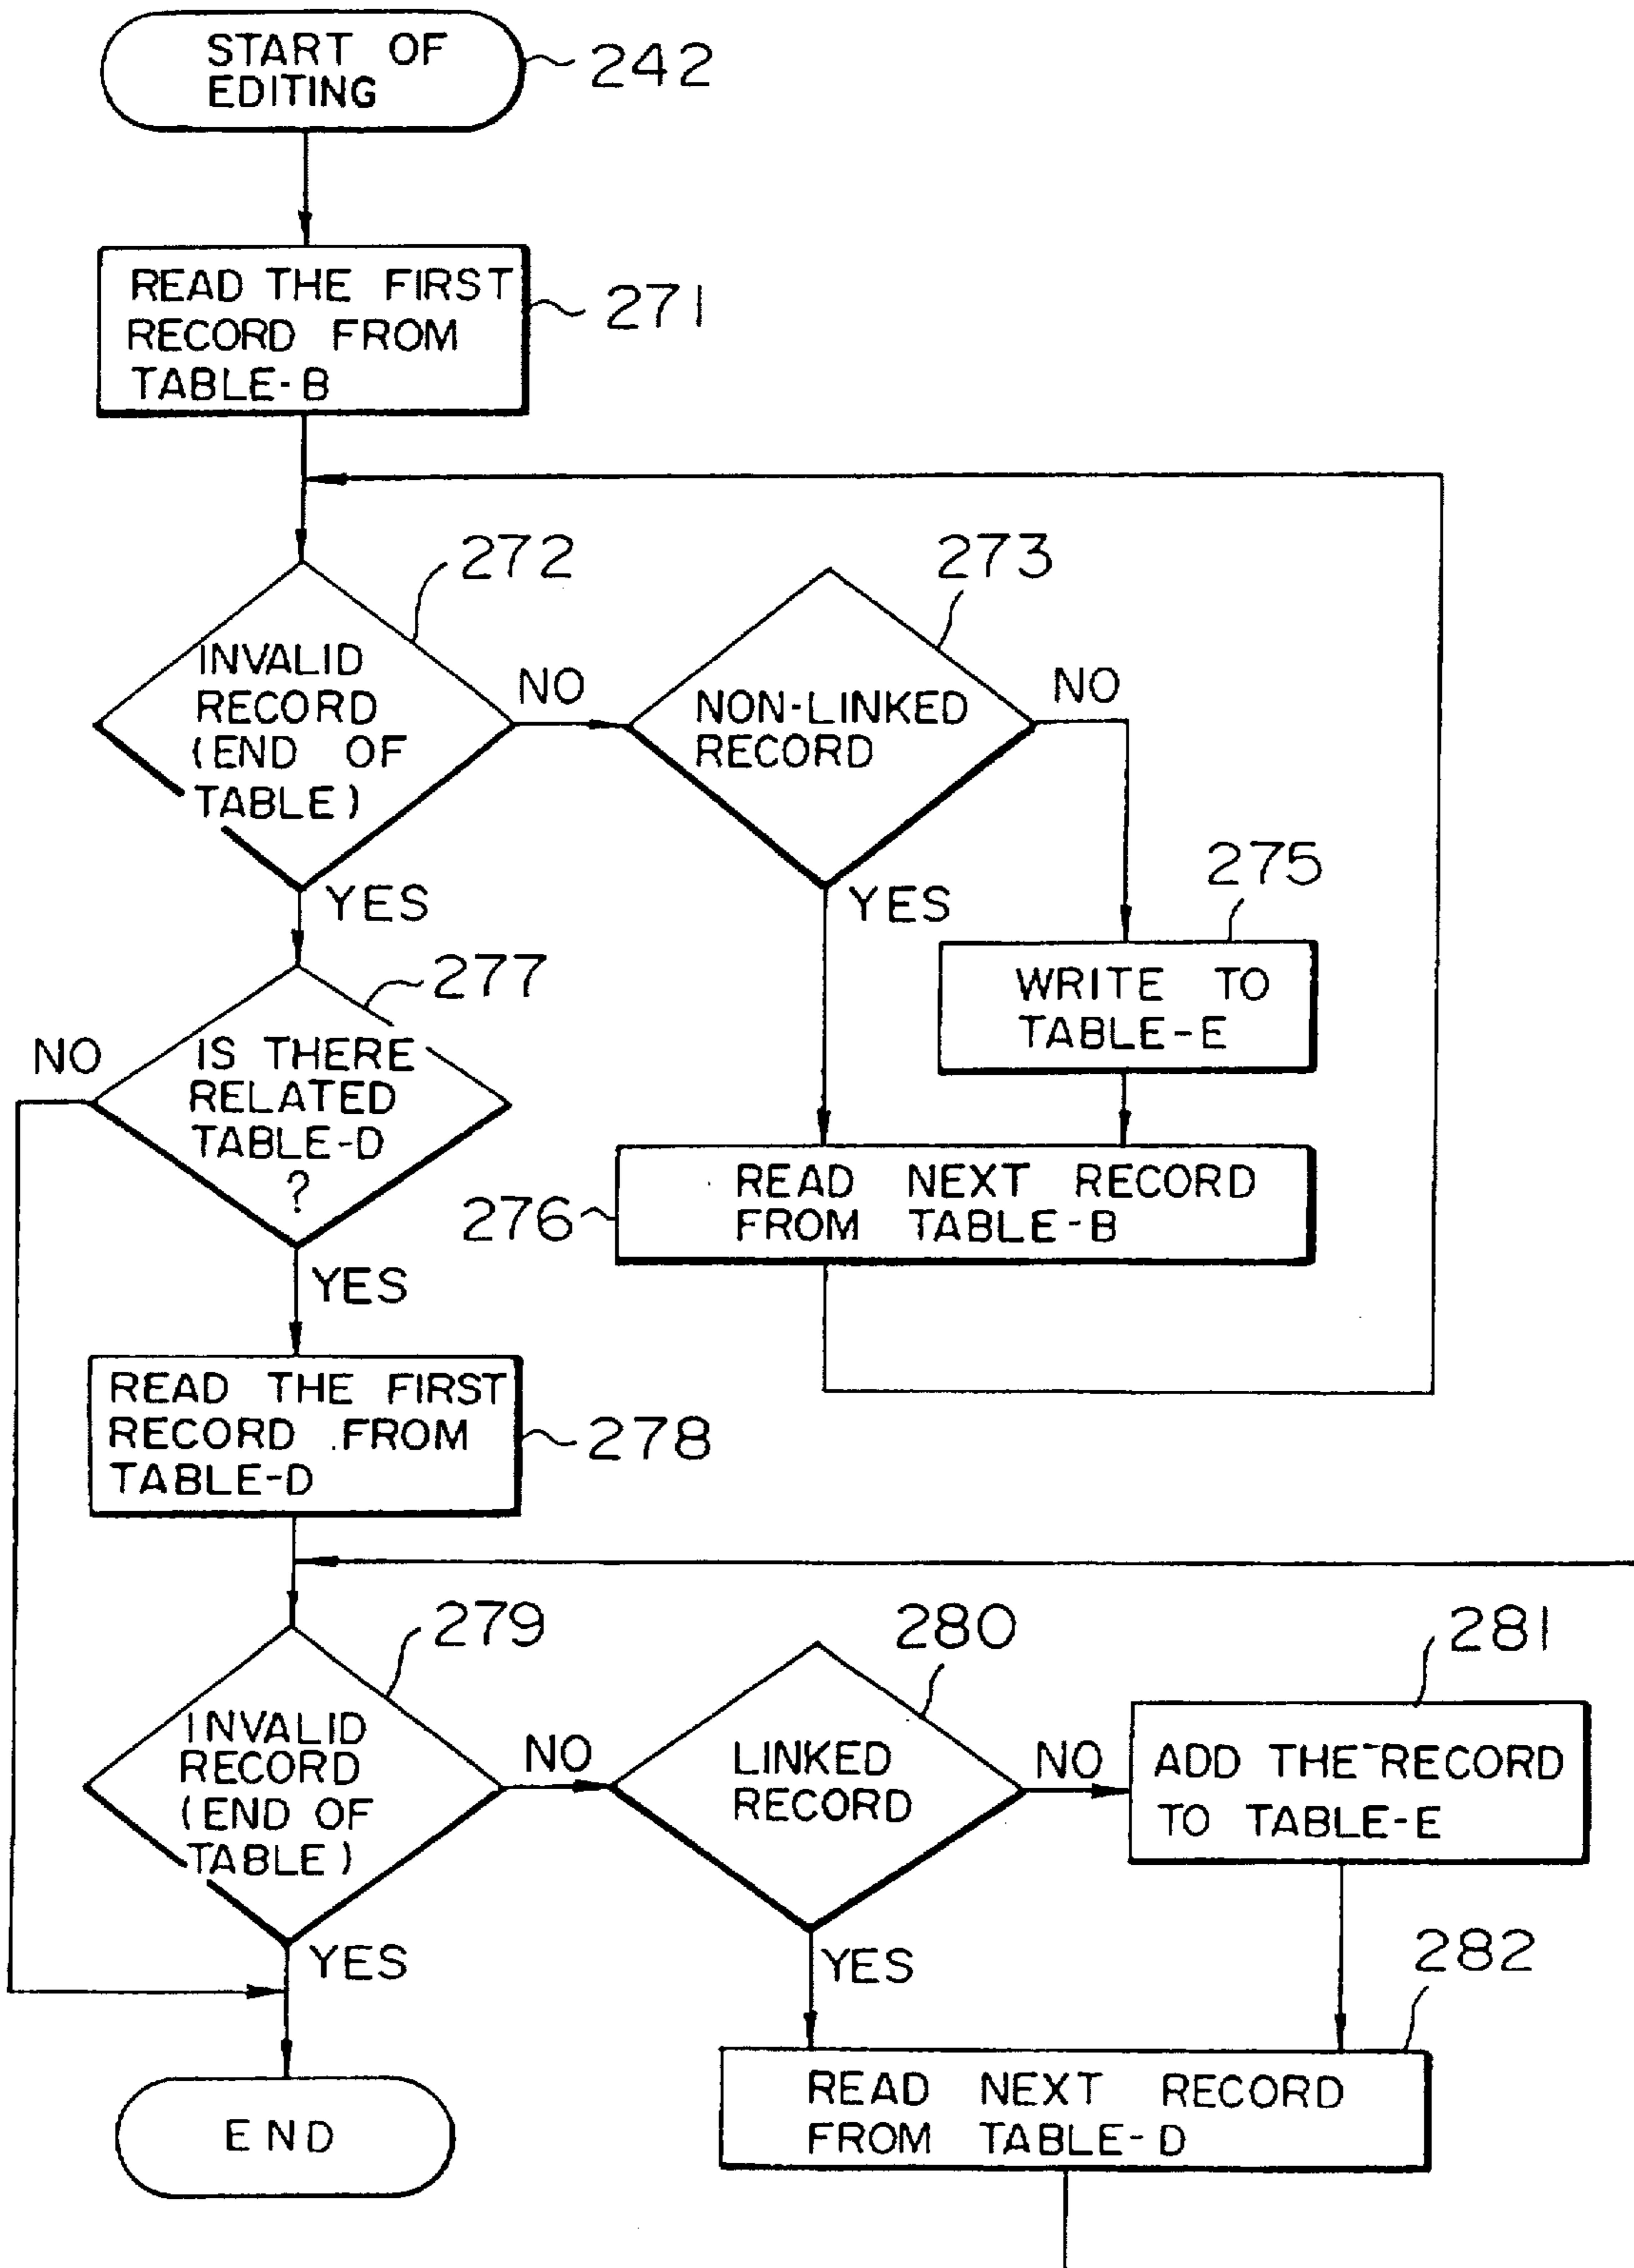 START OF
EDITING
242
READ THE FIRST
RECORD FROM
TABLE-B
271
272
INVALID
RECORD
(END OF
TABLE)
NO
YES
273
NON-LINKED
RECORD
NO
YES
275
WRITE TO
TABLE-E
276
READ NEXT RECORD
FROM TABLE-B
277
IS THERE
RELATED
TABLE-D
?
NO
YES
READ THE FIRST
RECORD FROM
TABLE-D
278
279
INVALID
RECORD
(END OF
TABLE)
NO
YES
280
LINKED
RECORD
NO
YES
281
ADD THE RECORD
TO TABLE-E
282
READ NEXT RECORD
FROM TABLE-D
END